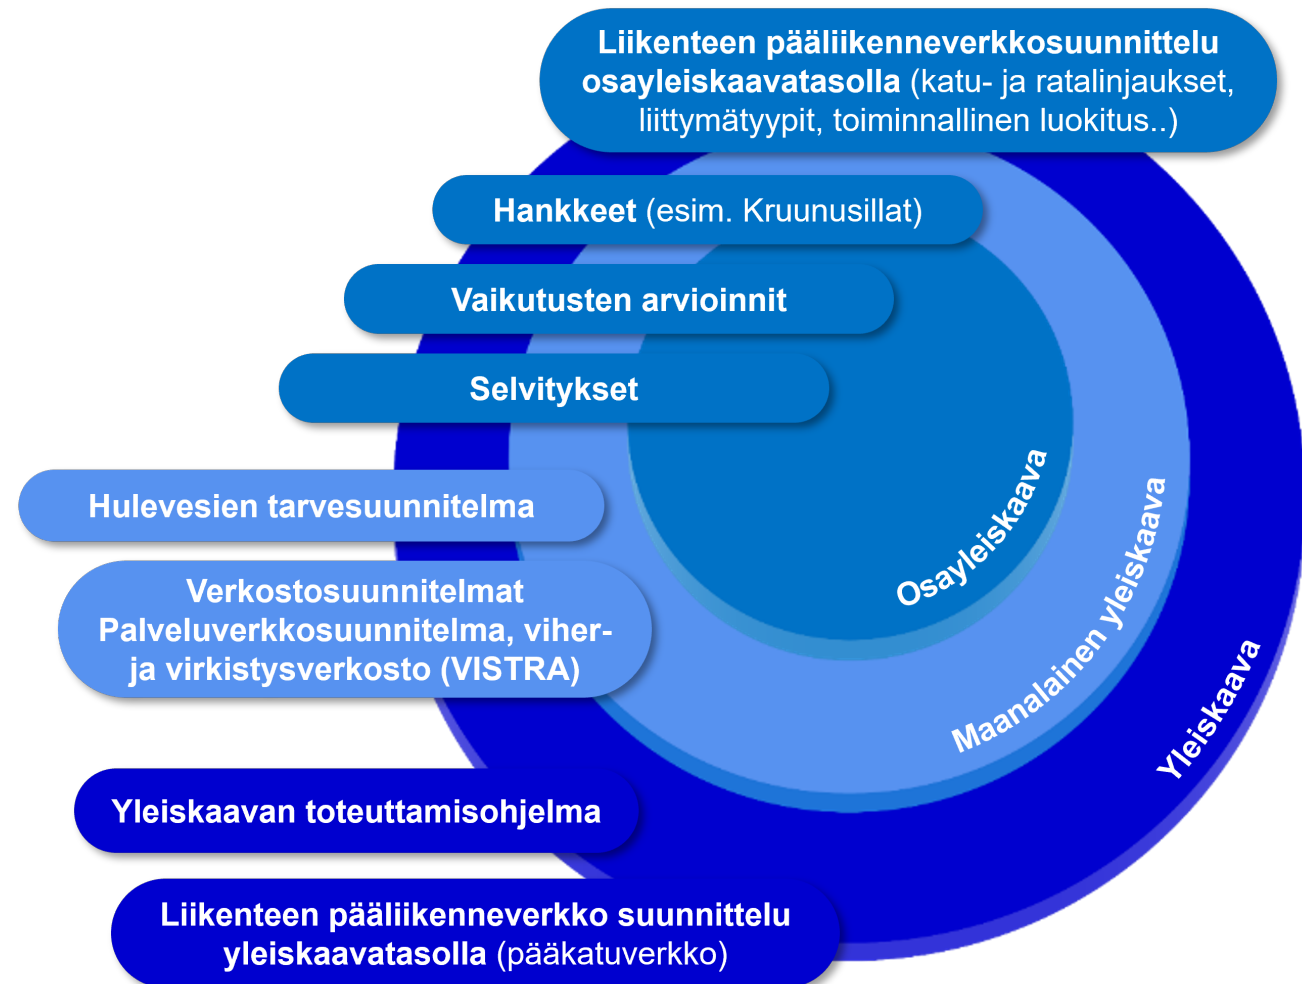 Liikenteen pääliikenneverkkosuunnittelu
osayleiskaavatasolla (katu- ja ratalinjaukset,
liittymätyypit, toiminnallinen luokitus..)
Hankkeet (esim. Kruunusillat)
Vaikutusten arvioinnit
Selvitykset
Hulevesien tarvesuunnitelma
Verkostosuunnitelmat
Palveluverkkosuunnitelma, viher-
ja virkistysverkosto (VISTRA)
Yleiskaavan toteuttamisohjelma
Liikenteen pääliikenneverkko suunnittelu
yleiskaavatasolla (pääkatuverkko)
Osayleiskaava
Maanalainen yleiskaava
Yleiskaava